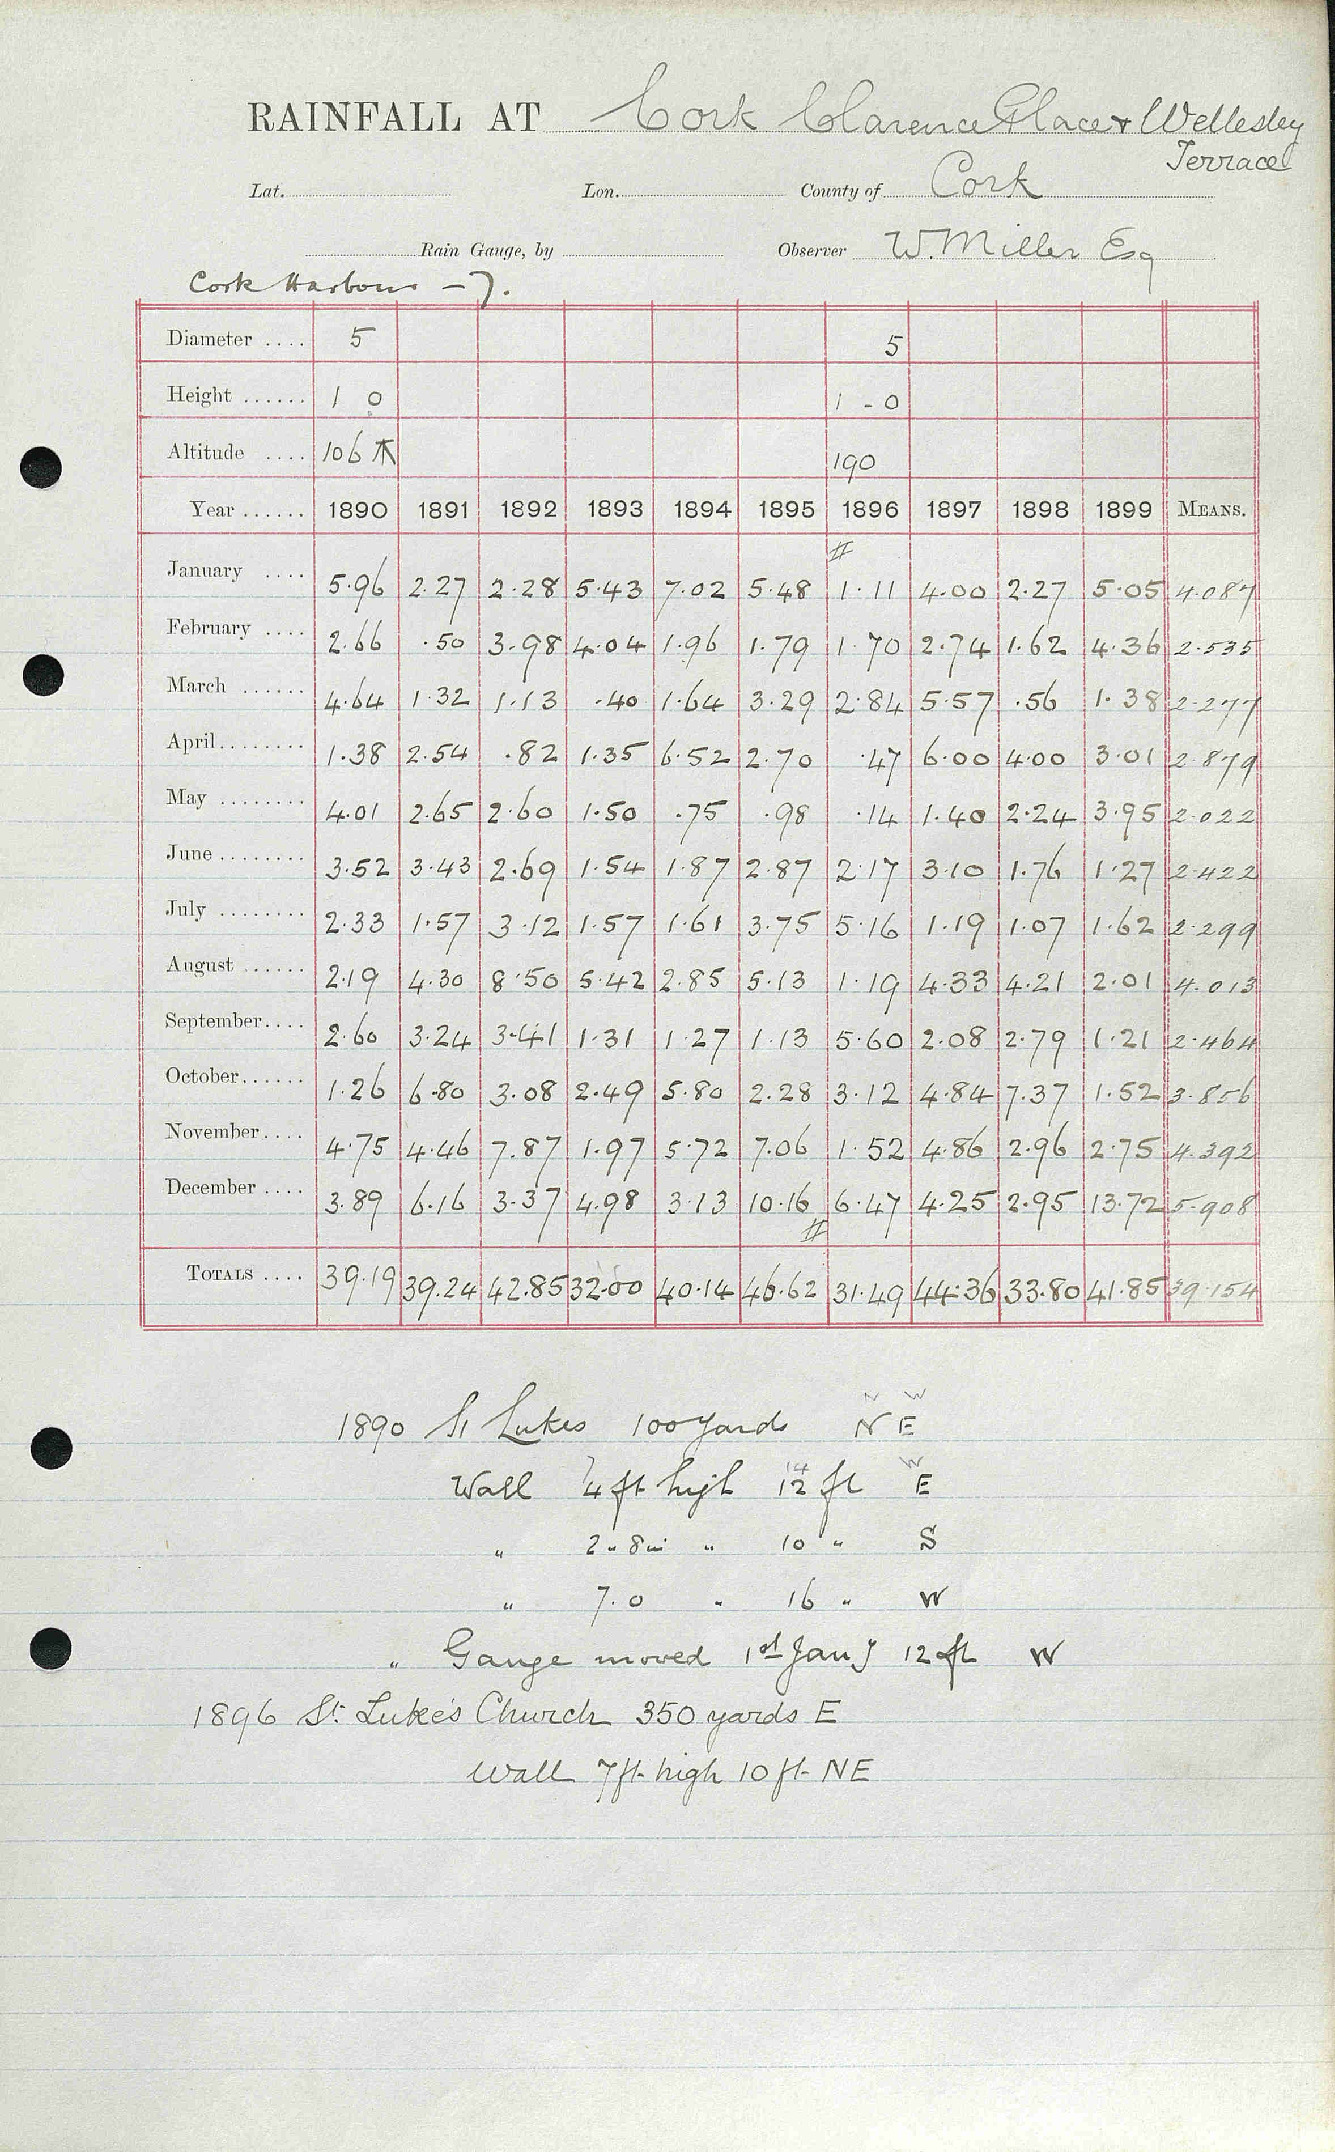 RAINFALL AT Cork Clarence Place & Wellesley
Terrace
Lat. Lon. County of Cork
Rain Gauge, by Observer W. Miller Esq
Cork Harbour - 7.
Diameter .... 5 5
Height ...... 1 0 1 - 0
Altitude .... 106 190
Year ...... 1890 1891 1892 1893 1894 1895 1896 1897 1898 1899 MEANS.
#
January .... 5.96 2.27 2.28 5.43 7.02 5.48 1.11 4.00 2.27 5.05 4.087
February .... 2.66 .50 3.98 4.04 1.96 1.79 1.70 2.74 1.62 4.36 2.535
March ...... 4.64 1.32 1.13 .40 1.64 3.29 2.84 5.57 .56 1.38 2.277
April........ 1.38 2.54 .82 1.35 6.52 2.70 .47 6.00 4.00 3.01 2.879
May ........ 4.01 2.65 2.60 1.50 .75 .98 .14 1.40 2.24 3.95 2.022
June ........ 3.52 3.43 2.69 1.54 1.87 2.87 2.17 3.10 1.76 1.27 2.422
July ........ 2.33 1.57 3.12 1.57 1.61 3.75 5.16 1.19 1.07 1.62 2.299
August ...... 2.19 4.30 8.50 5.42 2.85 5.13 1.19 4.33 4.21 2.01 4.013
September.... 2.60 3.24 3.41 1.31 1.27 1.13 5.60 2.08 2.79 1.21 2.464
October...... 1.26 6.80 3.08 2.49 5.80 2.28 3.12 4.84 7.37 1.52 3.856
November.... 4.75 4.46 7.87 1.97 5.72 7.06 1.52 4.86 2.96 2.75 4.392
December .... 3.89 6.16 3.37 4.98 3.13 10.16 6.47 4.25 2.95 13.72 5.908
#
TOTALS .... 39.19 39.24 42.85 32.00 40.14 46.62 31.49 44.36 33.80 41.85 39.154
N W
1890 St Lukes 100 yards N E
14 W
Wall 4 ft high 12 ft E
" 2 " 8 in " 10 " S
" 7.0 " 16 " W
" Gauge moved 1st Jany 12 ft W
1896 St. Luke's Church 350 yards E
Wall 7 ft high 10 ft NE